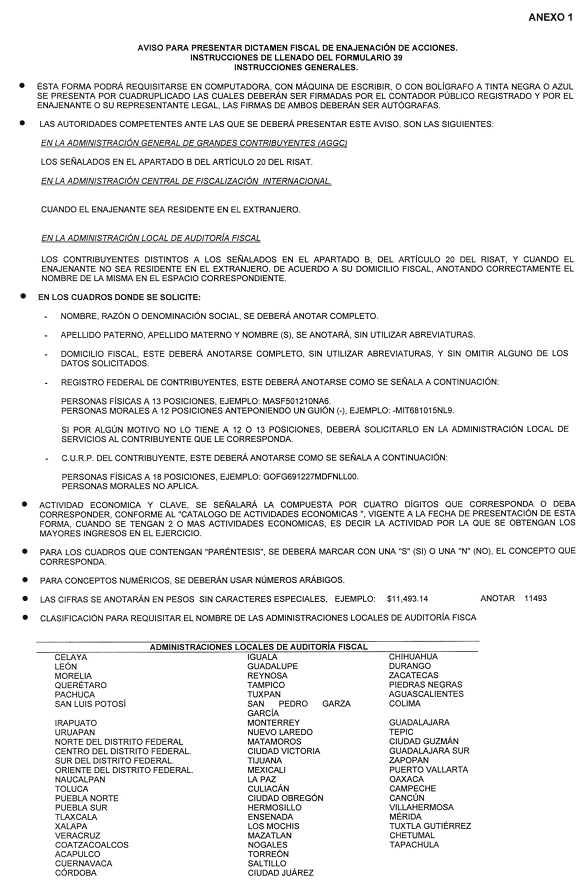 ANEXO 1
AVISO PARA PRESENTAR DICTAMEN FISCAL DE ENAJENACIÓN DE ACCIONES.
INSTRUCCIONES DE LLENADO DEL FORMULARIO 39
INSTRUCCIONES GENERALES.
● ÉSTA FORMA PODRÁ REQUISITARSE EN COMPUTADORA, CON MÁQUINA DE ESCRIBIR, O CON BOLÍGRAFO A TINTA NEGRA O AZUL
SE PRESENTA POR CUADRUPLICADO LAS CUALES DEBERÁN SER FIRMADAS POR EL CONTADOR PÚBLICO REGISTRADO Y POR EL
ENAJENANTE O SU REPRESENTANTE LEGAL, LAS FIRMAS DE AMBOS DEBERÁN SER AUTÓGRAFAS.
● LAS AUTORIDADES COMPETENTES ANTE LAS QUE SE DEBERÁ PRESENTAR ESTE AVISO, SON LAS SIGUIENTES:
EN LA ADMINISTRACIÓN GENERAL DE GRANDES CONTRIBUYENTES (AGGC)
LOS SEÑALADOS EN EL APARTADO B DEL ARTÍCULO 20 DEL RISAT.
EN LA ADMINISTRACIÓN CENTRAL DE FISCALIZACIÓN INTERNACIONAL.
CUANDO EL ENAJENANTE SEA RESIDENTE EN EL EXTRANJERO.
EN LA ADMINISTRACIÓN LOCAL DE AUDITORÍA FISCAL
LOS CONTRIBUYENTES DISTINTOS A LOS SEÑALADOS EN EL APARTADO B, DEL ARTÍCULO 20 DEL RISAT, Y CUANDO EL
ENAJENANTE NO SEA RESIDENTE EN EL EXTRANJERO. DE ACUERDO A SU DOMICILIO FISCAL, ANOTANDO CORRECTAMENTE EL
NOMBRE DE LA MISMA EN EL ESPACIO CORRESPONDIENTE.
● EN LOS CUADROS DONDE SE SOLICITE:
- NOMBRE, RAZÓN O DENOMINACIÓN SOCIAL, SE DEBERÁ ANOTAR COMPLETO.
- APELLIDO PATERNO, APELLIDO MATERNO Y NOMBRE (S), SE ANOTARÁ, SIN UTILIZAR ABREVIATURAS.
- DOMICILIO FISCAL, ESTE DEBERÁ ANOTARSE COMPLETO, SIN UTILIZAR ABREVIATURAS, Y SIN OMITIR ALGUNO DE LOS
DATOS SOLICITADOS.
- REGISTRO FEDERAL DE CONTRIBUYENTES, ESTE DEBERÁ ANOTARSE COMO SE SEÑALA A CONTINUACIÓN:
PERSONAS FÍSICAS A 13 POSICIONES, EJEMPLO: MASF501210NA6.
PERSONAS MORALES A 12 POSICIONES ANTEPONIENDO UN GUIÓN (-), EJEMPLO: -MIT681015NL9.
SI POR ALGÚN MOTIVO NO LO TIENE A 12 O 13 POSICIONES, DEBERÁ SOLICITARLO EN LA ADMINISTRACIÓN LOCAL DE
SERVICIOS AL CONTRIBUYENTE QUE LE CORRESPONDA.
- C.U.R.P. DEL CONTRIBUYENTE, ESTE DEBERÁ ANOTARSE COMO SE SEÑALA A CONTINUACIÓN:
PERSONAS FÍSICAS A 18 POSICIONES, EJEMPLO: GOFG691227MDFNLL00.
PERSONAS MORALES NO APLICA.
● ACTIVIDAD ECONOMICA Y CLAVE, SE SEÑALARÁ LA COMPUESTA POR CUATRO DÍGITOS QUE CORRESPONDA O DEBA
CORRESPONDER, CONFORME AL "CATALOGO DE ACTIVIDADES ECONOMICAS ", VIGENTE A LA FECHA DE PRESENTACIÓN DE ESTA
FORMA, CUANDO SE TENGAN 2 O MAS ACTIVIDADES ECONOMICAS, ES DECIR LA ACTIVIDAD POR LA QUE SE OBTENGAN LOS
MAYORES INGRESOS EN EL EJERCICIO.
● PARA LOS CUADROS QUE CONTENGAN "PARÉNTESIS", SE DEBERÁ MARCAR CON UNA "S" (SI) O UNA "N" (NO), EL CONCEPTO QUE
CORRESPONDA.
● PARA CONCEPTOS NUMÉRICOS, SE DEBERÁN USAR NÚMEROS ARÁBIGOS.
● LAS CIFRAS SE ANOTARÁN EN PESOS SIN CARACTERES ESPECIALES, EJEMPLO: $11,493.14 ANOTAR 11493
● CLASIFICACIÓN PARA REQUISITAR EL NOMBRE DE LAS ADMINISTRACIONES LOCALES DE AUDITORÍA FISCA
ADMINISTRACIONES LOCALES DE AUDITORÍA FISCAL
CELAYA IGUALA CHIHUAHUA
LEÓN GUADALUPE DURANGO
MORELIA REYNOSA ZACATECAS
QUERÉTARO TAMPICO PIEDRAS NEGRAS
PACHUCA TUXPAN AGUASCALIENTES
SAN LUIS POTOSÍ SAN PEDRO GARZA COLIMA
GARCÍA
IRAPUATO MONTERREY GUADALAJARA
URUAPAN NUEVO LAREDO TEPIC
NORTE DEL DISTRITO FEDERAL MATAMOROS CIUDAD GUZMÁN
CENTRO DEL DISTRITO FEDERAL. CIUDAD VICTORIA GUADALAJARA SUR
SUR DEL DISTRITO FEDERAL. TIJUANA ZAPOPAN
ORIENTE DEL DISTRITO FEDERAL. MEXICALI PUERTO VALLARTA
NAUCALPAN LA PAZ OAXACA
TOLUCA CULIACÁN CAMPECHE
PUEBLA NORTE CIUDAD OBREGÓN CANCÚN
PUEBLA SUR HERMOSILLO VILLAHERMOSA
TLAXCALA ENSENADA MÉRIDA
XALAPA LOS MOCHIS TUXTLA GUTIÉRREZ
VERACRUZ MAZATLAN CHETUMAL
COATZACOALCOS NOGALES TAPACHULA
ACAPULCO TORREÓN
CUERNAVACA SALTILLO
CÓRDOBA CIUDAD JUÁREZ